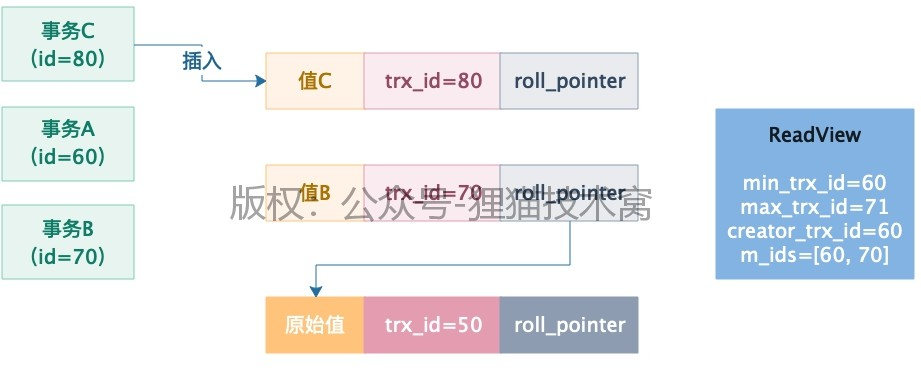 事务C
（id=80）
插入
值C
trx_id=80
roll_pointer
事务A
（id=60）
值B
trx_id=70
roll_pointer
版权：公众号-狸猫技术窝
事务B
（id=70）
原始值
trx_id=50
roll_pointer
ReadView
min_trx_id=60
max_trx_id=71
creator_trx_id=60
m_ids=[60, 70]